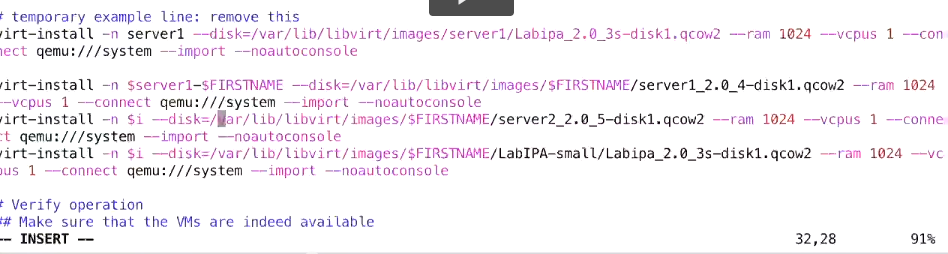 # temporary example line: remove this
virt-install -n server1 --disk=/var/lib/libvirt/images/server1/Labipa_2.0_3s-disk1.qcow2 --ram 1024 --vcpus 1 --con
nect qemu:///system --import --noautoconsole
virt-install -n $server1-$FIRSTNAME --disk=/var/lib/libvirt/images/$FIRSTNAME/server1_2.0_4-disk1.qcow2 --ram 1024
--vcpus 1 --connect qemu:///system --import --noautoconsole
virt-install -n $i --disk=/var/lib/libvirt/images/$FIRSTNAME/server2_2.0_5-disk1.qcow2 --ram 1024 --vcpus 1 --conne
ct qemu:///system --import --noautoconsole
virt-install -n $i --disk=/var/lib/libvirt/images/$FIRSTNAME/LabIPA-small/Labipa_2.0_3s-disk1.qcow2 --ram 1024 --vc
pus 1 --connect qemu:///system --import --noautoconsole
# Verify operation
## Make sure that the VMs are indeed available
-- INSERT -- 32,28 91%